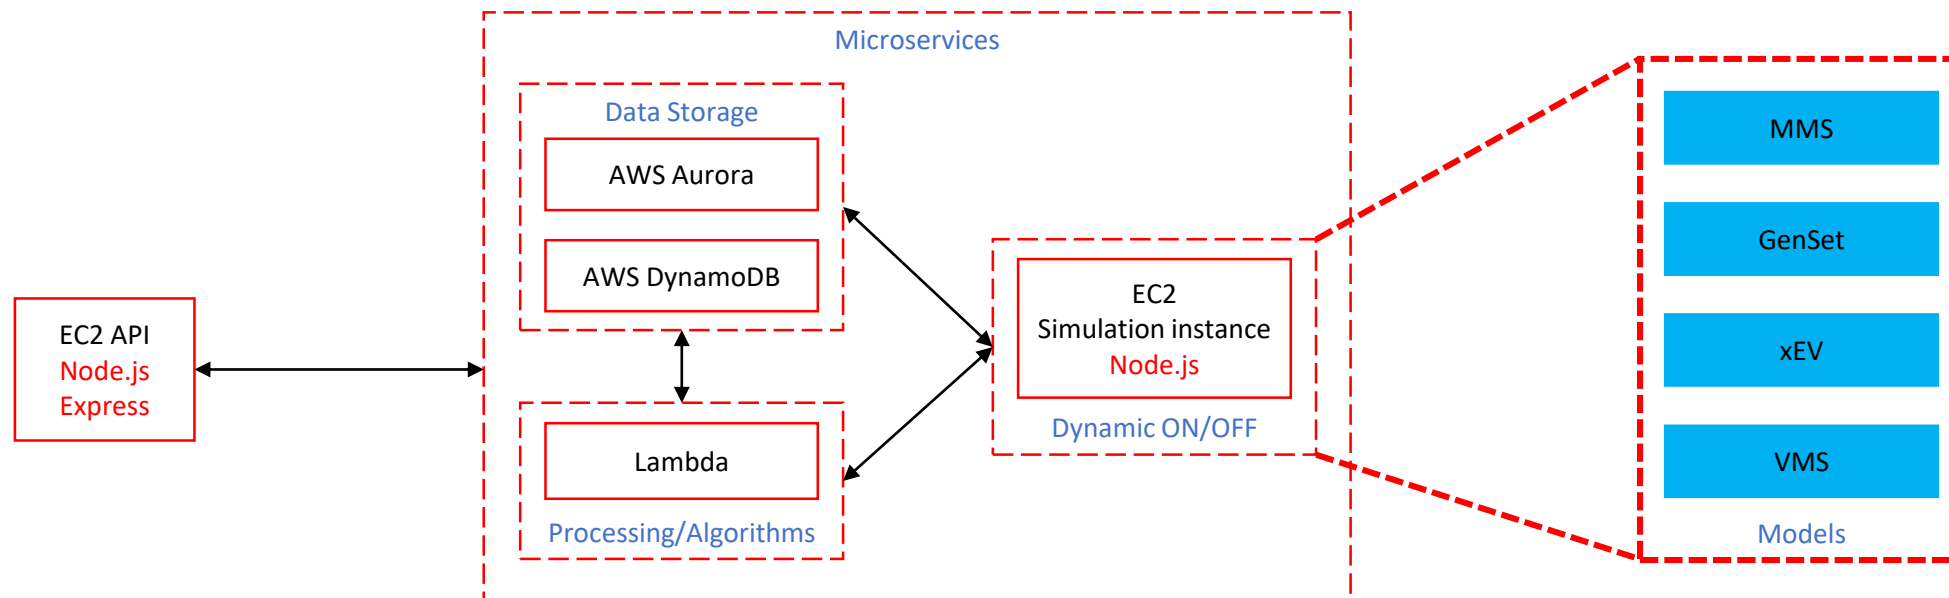 Microservices
Data Storage
AWS Aurora
AWS DynamoDB
EC2 API
Node.js
Express
Lambda
Processing/Algorithms
EC2
Simulation instance
Node.js
Dynamic ON/OFF
MMS
GenSet
xEV
VMS
Models